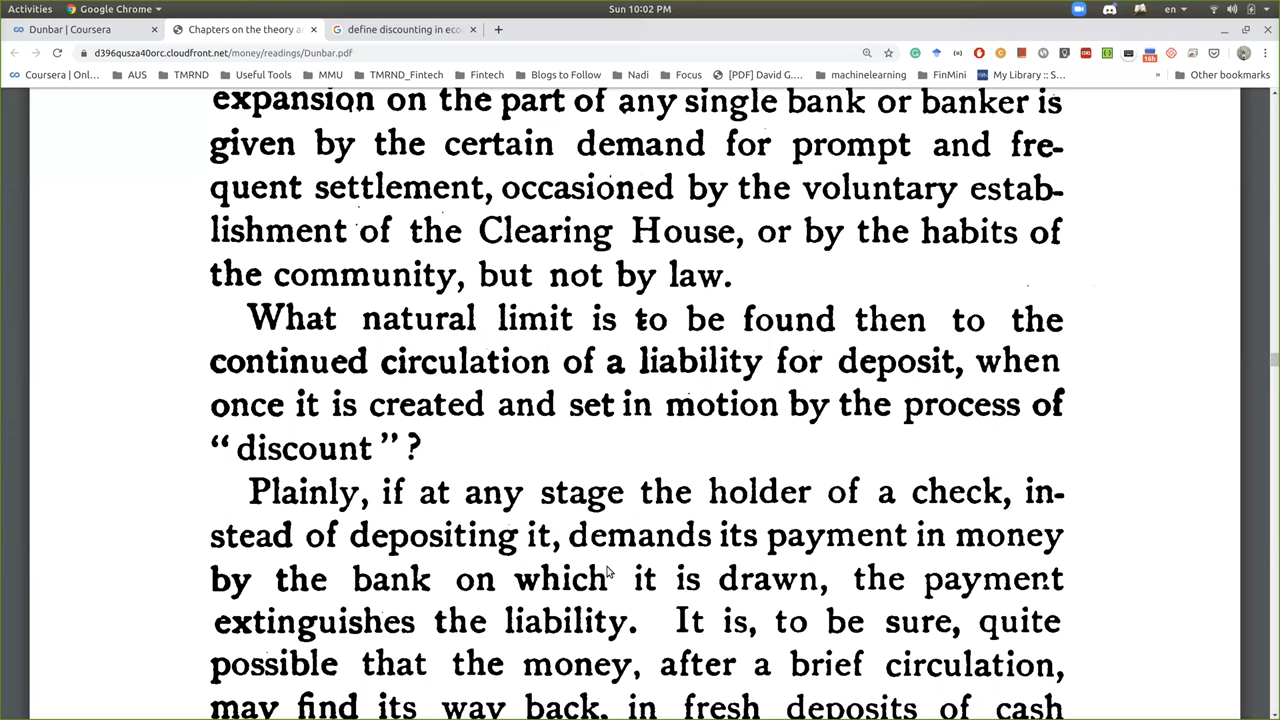 Activities
Google Chrome
Sun 10:02 PM
en
Dunbar | Coursera
Chapters on the theory a
define discounting in eco
d396qusza40orc.cloudfront.net/money/readings/Dunbar.pdf
Coursera | Onl...
AUS
TMRND
Useful Tools
MMU
TMRND_Fintech
Fintech
Blogs to Follow
Nadi
Focus
[PDF] David G...
machinelearning
FinMini
My Library :: S...
»
Other bookmarks
16h
expansion on the part of any single bank or banker is
given by the certain demand for prompt and fre-
quent settlement, occasioned by the voluntary estab-
lishment of the Clearing House, or by the habits of
the community, but not by law.
What natural limit is to be found then to the
continued circulation of a liability for deposit, when
once it is created and set in motion by the process of
“discount”?
Plainly, if at any stage the holder of a check, in-
stead of depositing it, demands its payment in money
by the bank on which it is drawn, the payment
extinguishes the liability. It is, to be sure, quite
possible that the money, after a brief circulation,
may find its way back, in fresh deposits of cash